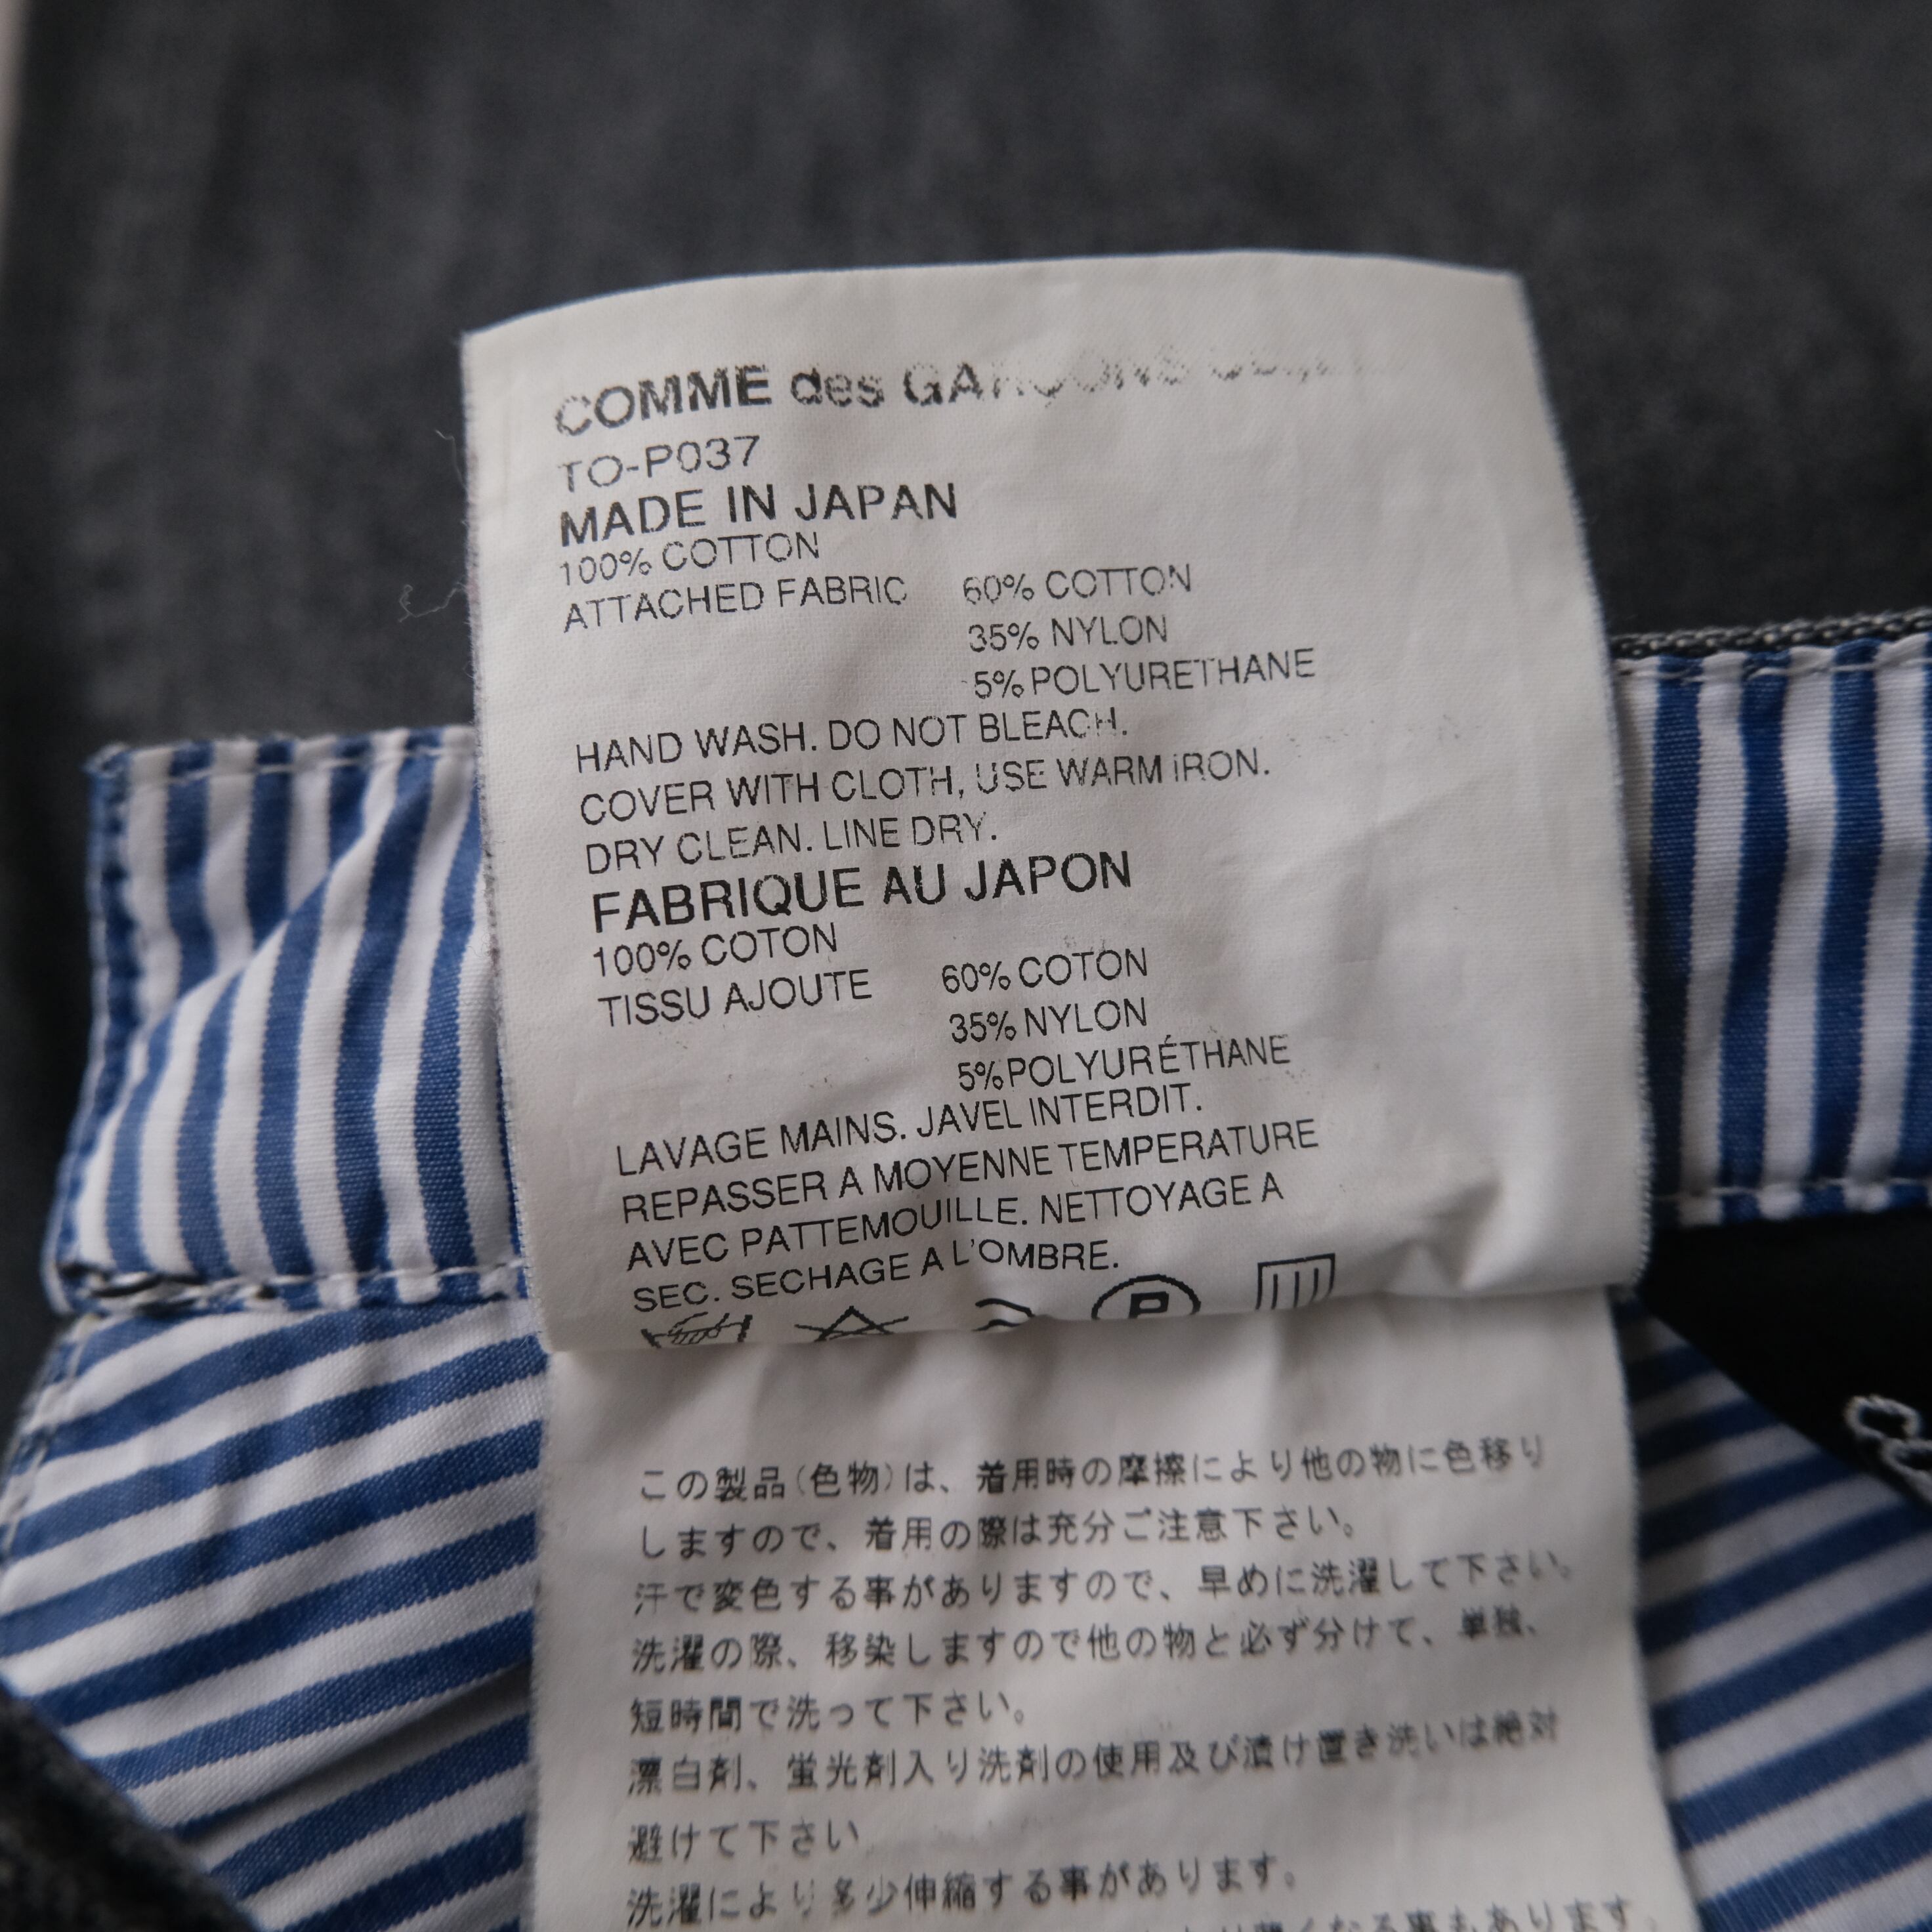 COMME des GARÇONS
TO-P037
MADE IN JAPAN
100% COTTON
ATTACHED FABRIC 60% COTTON
35% NYLON
5% POLYURETHANE
HAND WASH. DO NOT BLEACH.
COVER WITH CLOTH, USE WARM IRON.
DRY CLEAN. LINE DRY.
FABRIQUE AU JAPON
100% COTON
TISSU AJOUTE 60% COTON
35% NYLON
5% POLYURÉTHANE
LAVAGE MAINS. JAVEL INTERDIT.
REPASSER A MOYENNE TEMPERATURE
AVEC PATTEMOUILLE. NETTOYAGE A
SEC. SECHAGE A L'OMBRE.
P
この製品(色物)は、着用時の摩擦により他の物に色移り
しますので、着用の際は充分ご注意下さい。
汗で変色する事がありますので、早めに洗濯して下さい。
洗濯の際、移染しますので他の物と必ず分けて、単独、
短時間で洗って下さい。
漂白剤、蛍光剤入り洗剤の使用及び漬け置き洗いは絶対
避けて下さい
洗濯により多少伸縮する事があります。
なる事もあります。